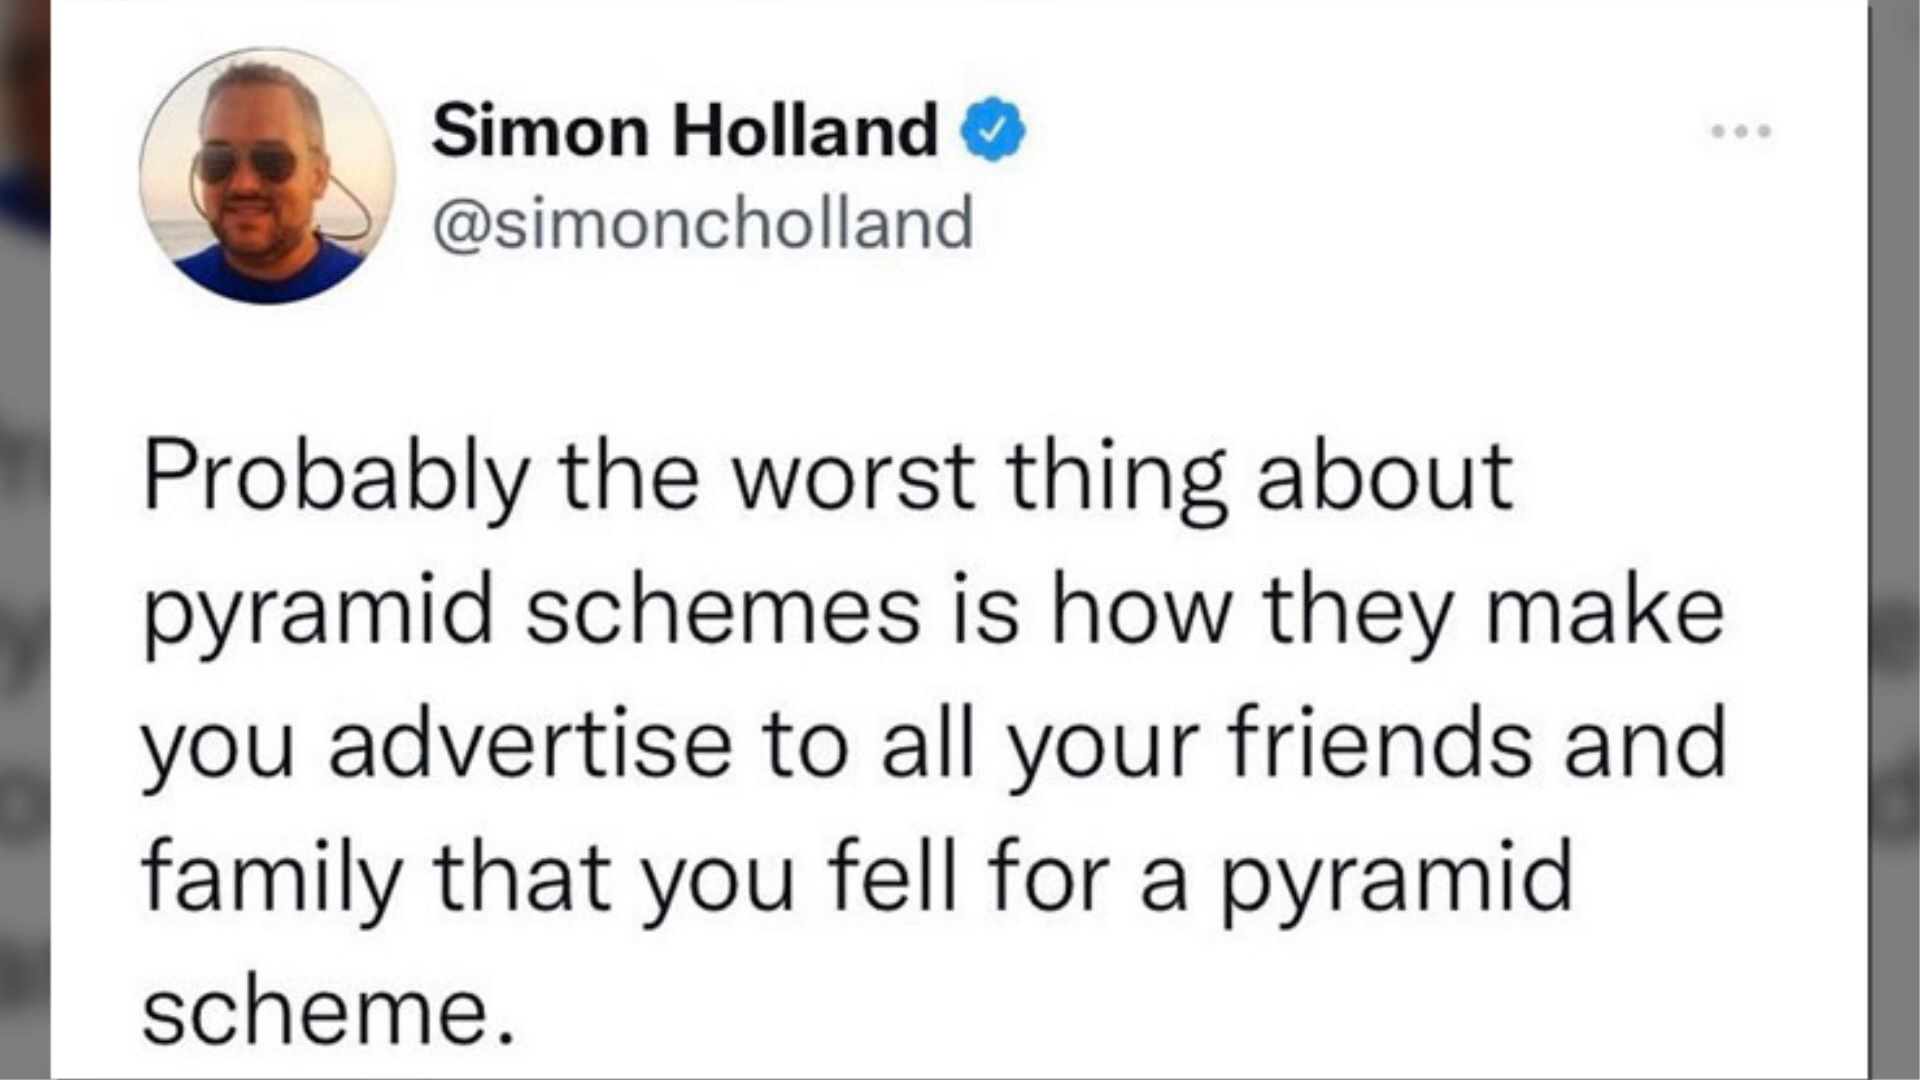 Simon Holland
@simoncholland
Probably the worst thing about
pyramid schemes is how they make
you advertise to all your friends and
family that you fell for a pyramid
scheme.